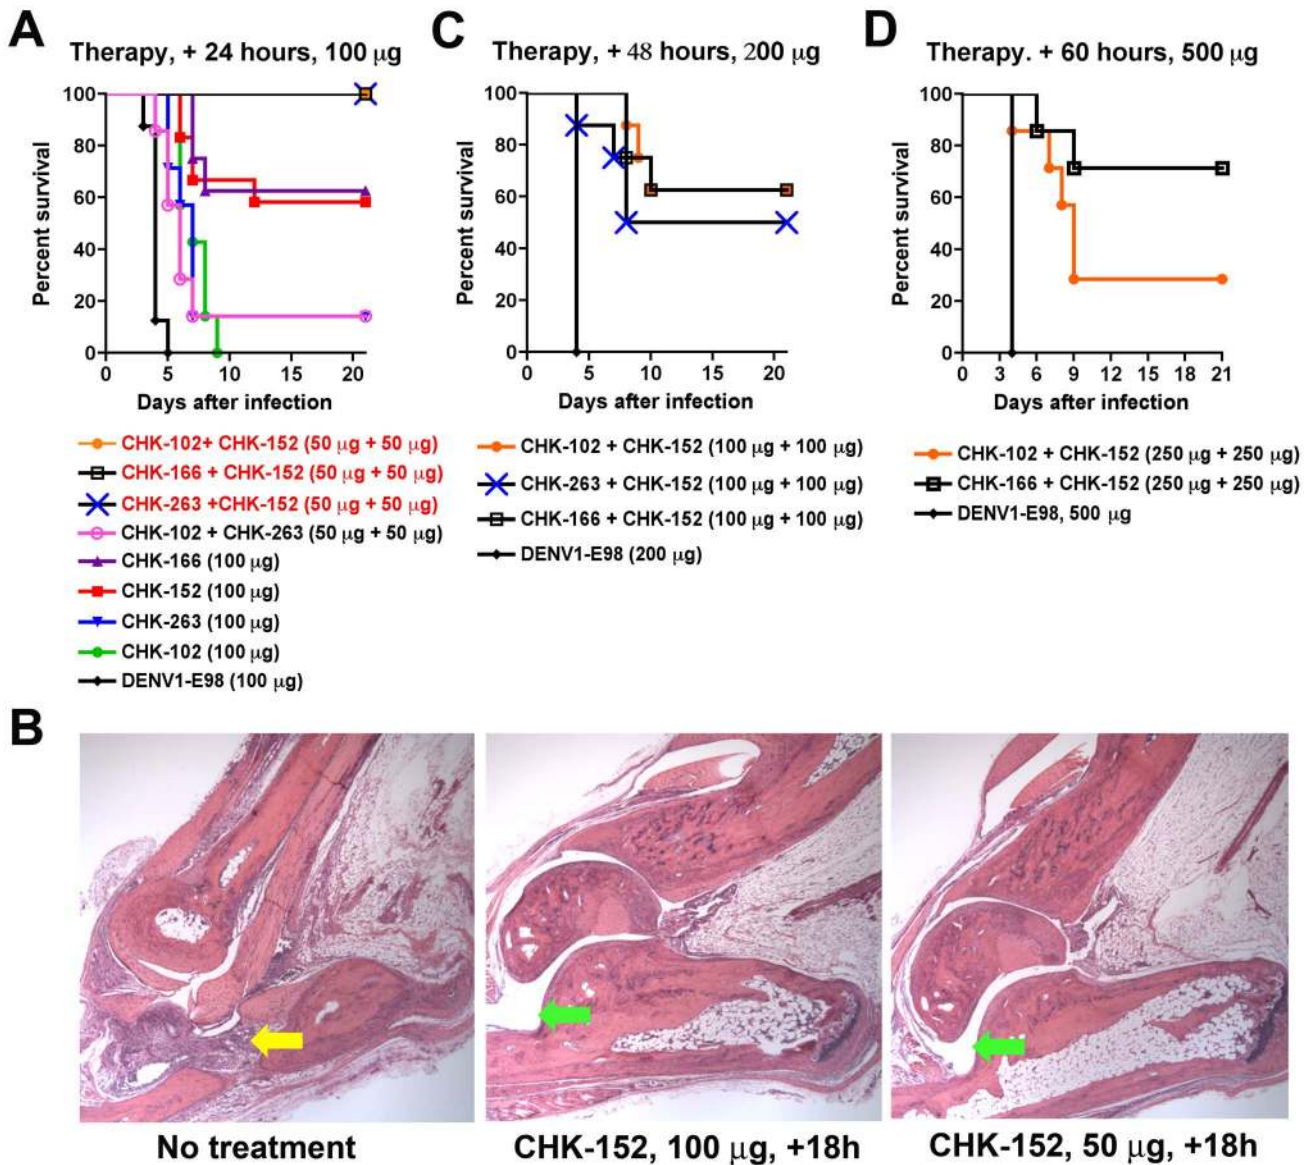 A
Therapy, + 24 hours, 100 µg
100
80
60
40
20
0
Percent survival
0 5 10 15 20
Days after infection
CHK-102+ CHK-152 (50 µg + 50 µg)
CHK-166 + CHK-152 (50 µg + 50 µg)
CHK-263 +CHK-152 (50 µg + 50 µg)
CHK-102 + CHK-263 (50 µg + 50 µg)
CHK-166 (100 µg)
CHK-152 (100 µg)
CHK-263 (100 µg)
CHK-102 (100 µg)
DENV1-E98 (100 µg)
C
Therapy, + 48 hours, 200 µg
100
80
60
40
20
0
Percent survival
0 5 10 15 20
Days after infection
CHK-102 + CHK-152 (100 µg + 100 µg)
CHK-263 + CHK-152 (100 µg + 100 µg)
CHK-166 + CHK-152 (100 µg + 100 µg)
DENV1-E98 (200 µg)
D
Therapy. + 60 hours, 500 µg
100
80
60
40
20
0
Percent survival
0 3 6 9 12 15 18 21
Days after infection
CHK-102 + CHK-152 (250 µg + 250 µg)
CHK-166 + CHK-152 (250 µg + 250 µg)
DENV1-E98, 500 µg
B
No treatment
CHK-152, 100 µg, +18h
CHK-152, 50 µg, +18h